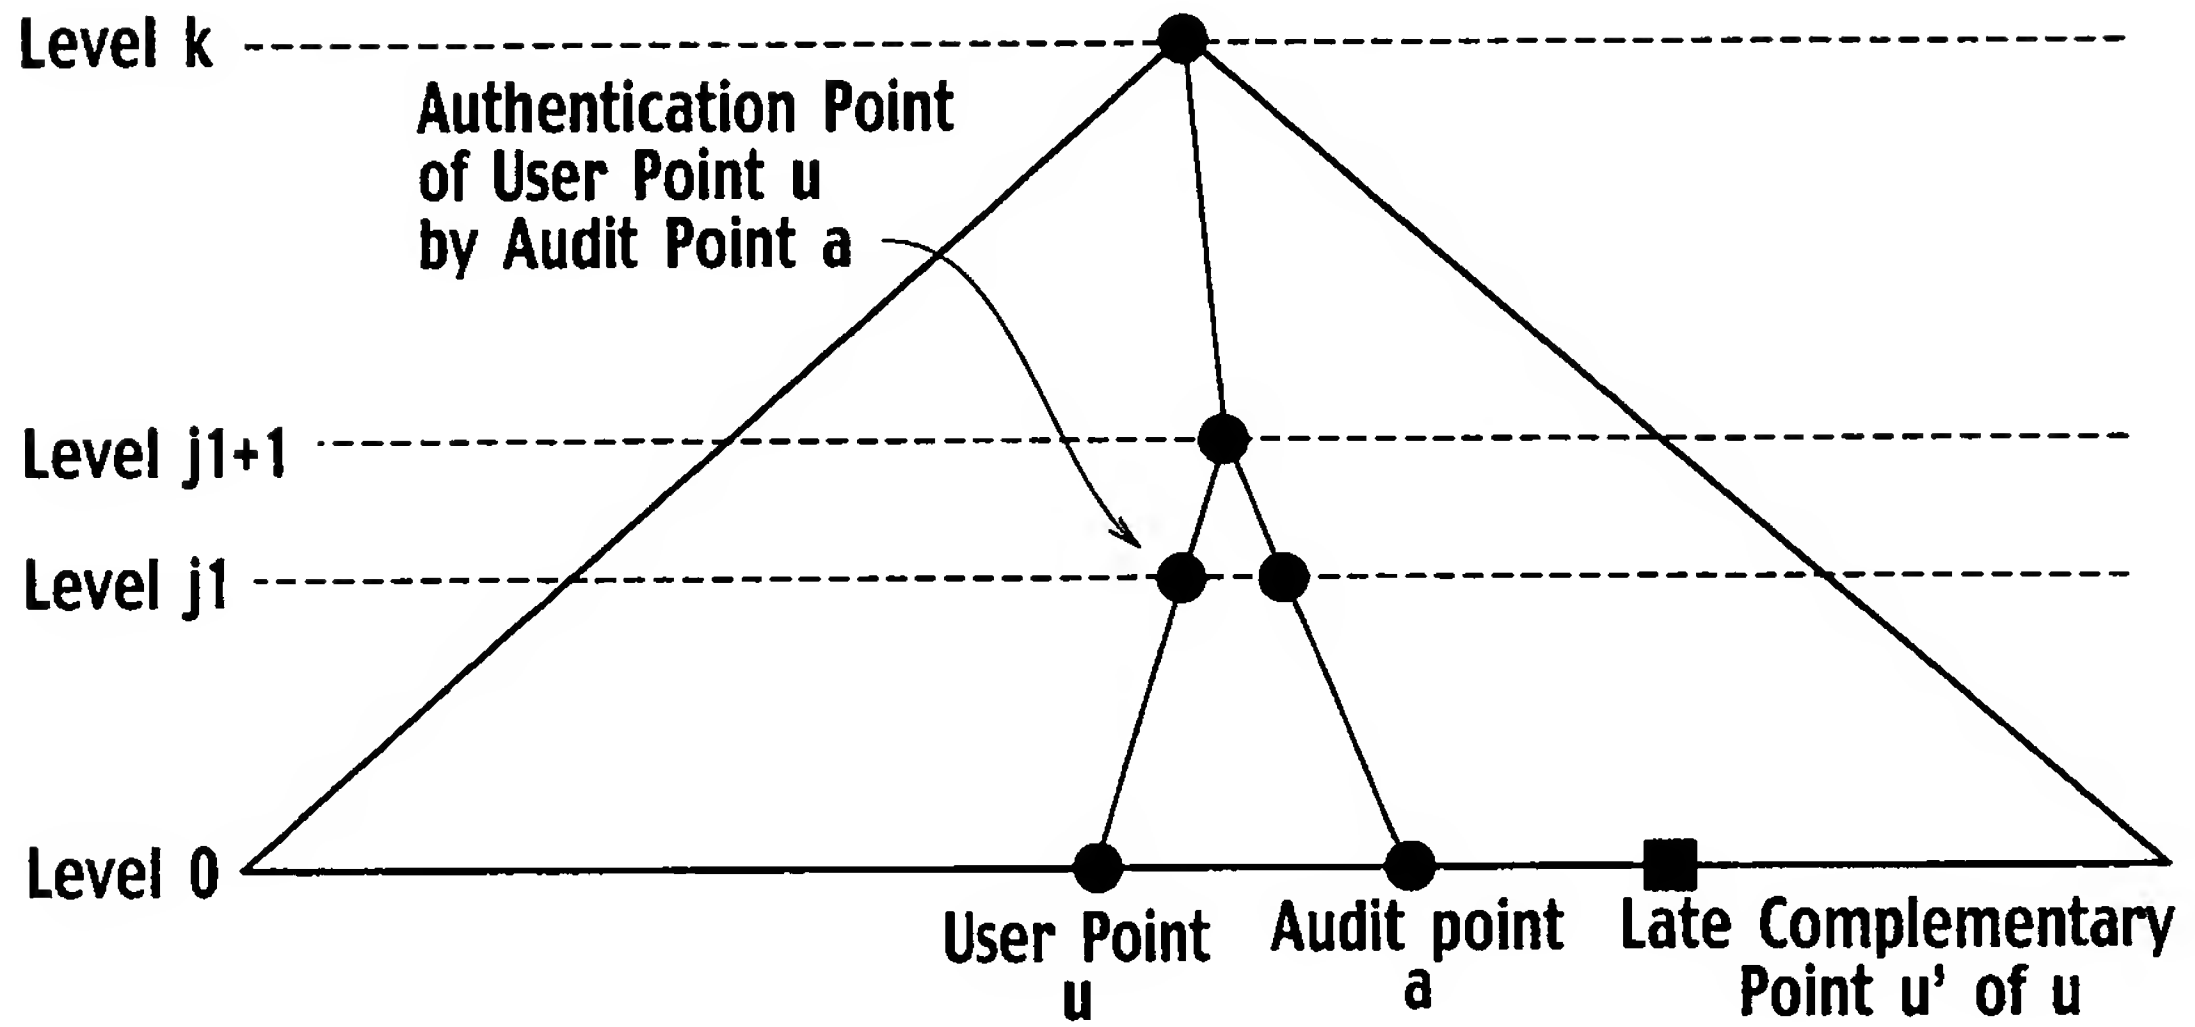 Level k
Authentication Point
of User Point u
by Audit Point a
Level j1+1
Level j1
Level 0
User Point
u
Audit point
a
Late Complementary
Point u' of u